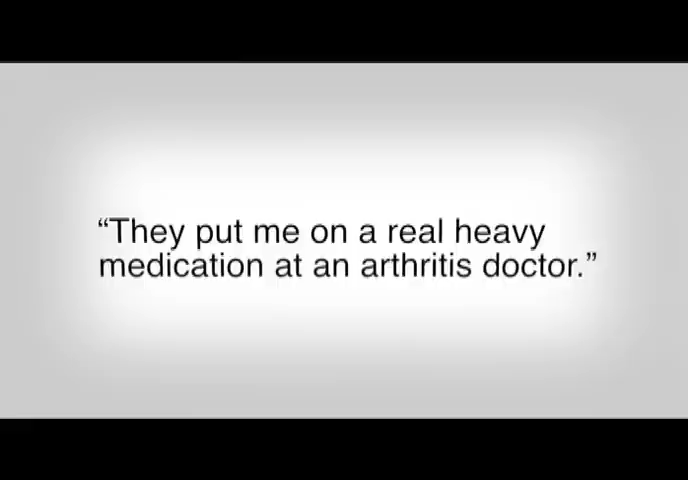 “They put me on a real heavy
medication at an arthritis doctor.”